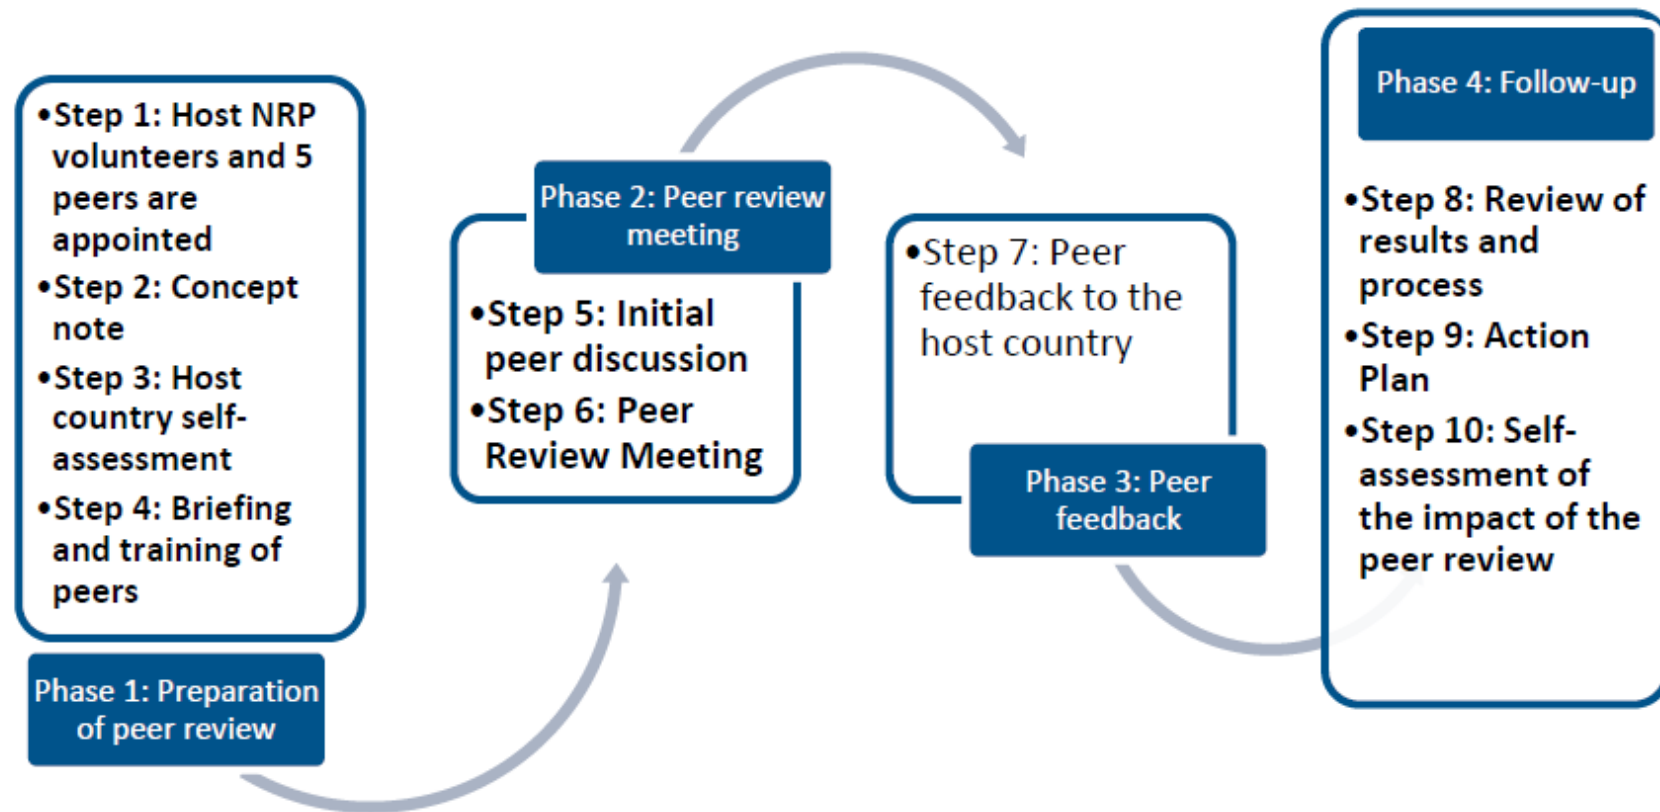 •Step 1: Host NRP
volunteers and 5
peers are
appointed
•Step 2: Concept
note
•Step 3: Host
country self-
assessment
•Step 4: Briefing
and training of
peers
Phase 1: Preparation
of peer review
Phase 2: Peer review
meeting
•Step 5: Initial
peer discussion
•Step 6: Peer
Review Meeting
•Step 7: Peer
feedback to the
host country
Phase 3: Peer
feedback
Phase 4: Follow-up
•Step 8: Review of
results and
process
•Step 9: Action
Plan
•Step 10: Self-
assessment of
the impact of the
peer review